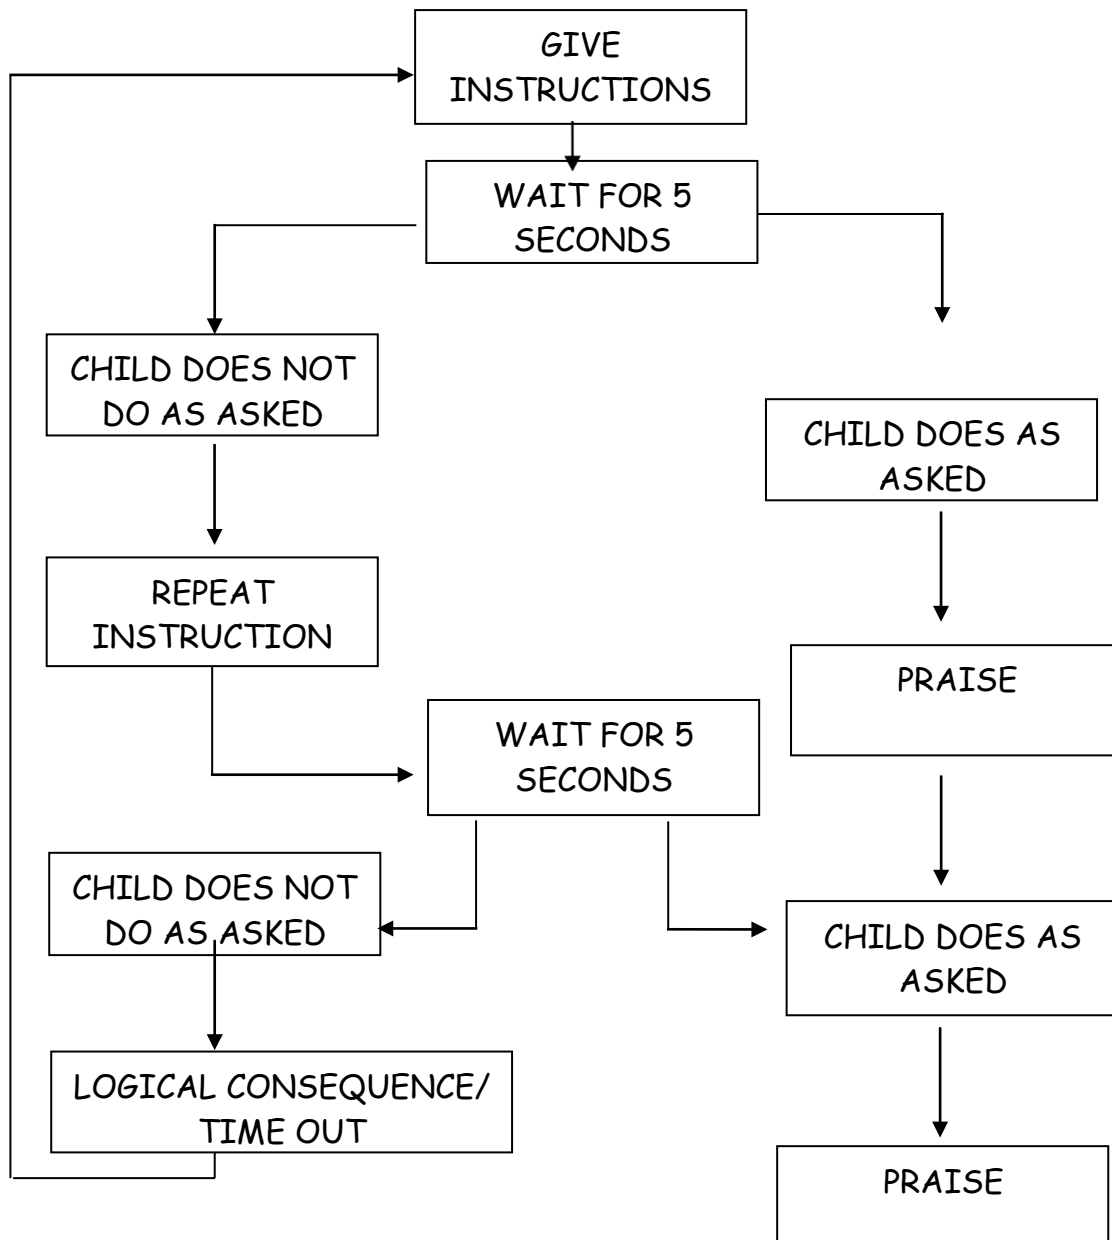 GIVE
INSTRUCTIONS
WAIT FOR 5
SECONDS
CHILD DOES NOT
DO AS ASKED
CHILD DOES AS
ASKED
REPEAT
INSTRUCTION
PRAISE
WAIT FOR 5
SECONDS
CHILD DOES NOT
DO AS ASKED
CHILD DOES AS
ASKED
LOGICAL CONSEQUENCE/
TIME OUT
PRAISE